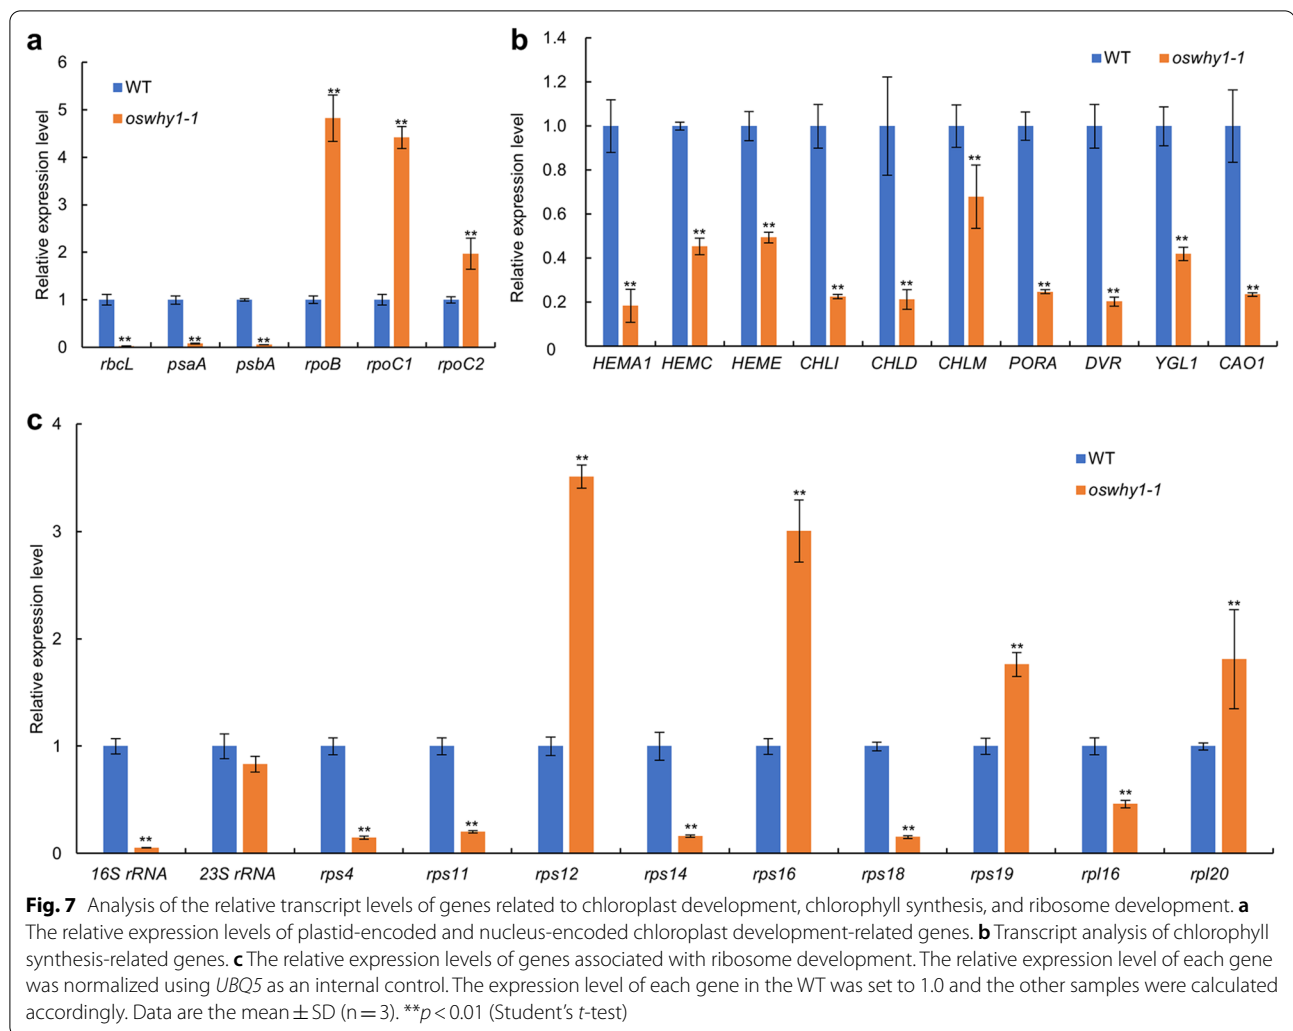 a
6
5
4
3
2
1
0
Relative expression level
WT
oswhy1-1
** ** ** ** ** **
rbcL psaA psbA rpoB rpoC1 rpoC2
b
1.4
1.2
1.0
0.8
0.6
0.4
0.2
0
Relative expression level
WT oswhy1-1
** ** ** ** ** ** ** ** ** **
HEMA1 HEMC HEME CHLI CHLD CHLM PORA DVR YGL1 CAO1
c
4
3
2
1
0
Relative expression level
WT
oswhy1-1
** ** ** ** ** ** ** ** ** **
16S rRNA 23S rRNA rps4 rps11 rps12 rps14 rps16 rps18 rps19 rpl16 rpl20
Fig. 7 Analysis of the relative transcript levels of genes related to chloroplast development, chlorophyll synthesis, and ribosome development. a
The relative expression levels of plastid-encoded and nucleus-encoded chloroplast development-related genes. b Transcript analysis of chlorophyll
synthesis-related genes. c The relative expression levels of genes associated with ribosome development. The relative expression level of each gene
was normalized using UBQ5 as an internal control. The expression level of each gene in the WT was set to 1.0 and the other samples were calculated
accordingly. Data are the mean ± SD (n = 3). **p < 0.01 (Student's t-test)